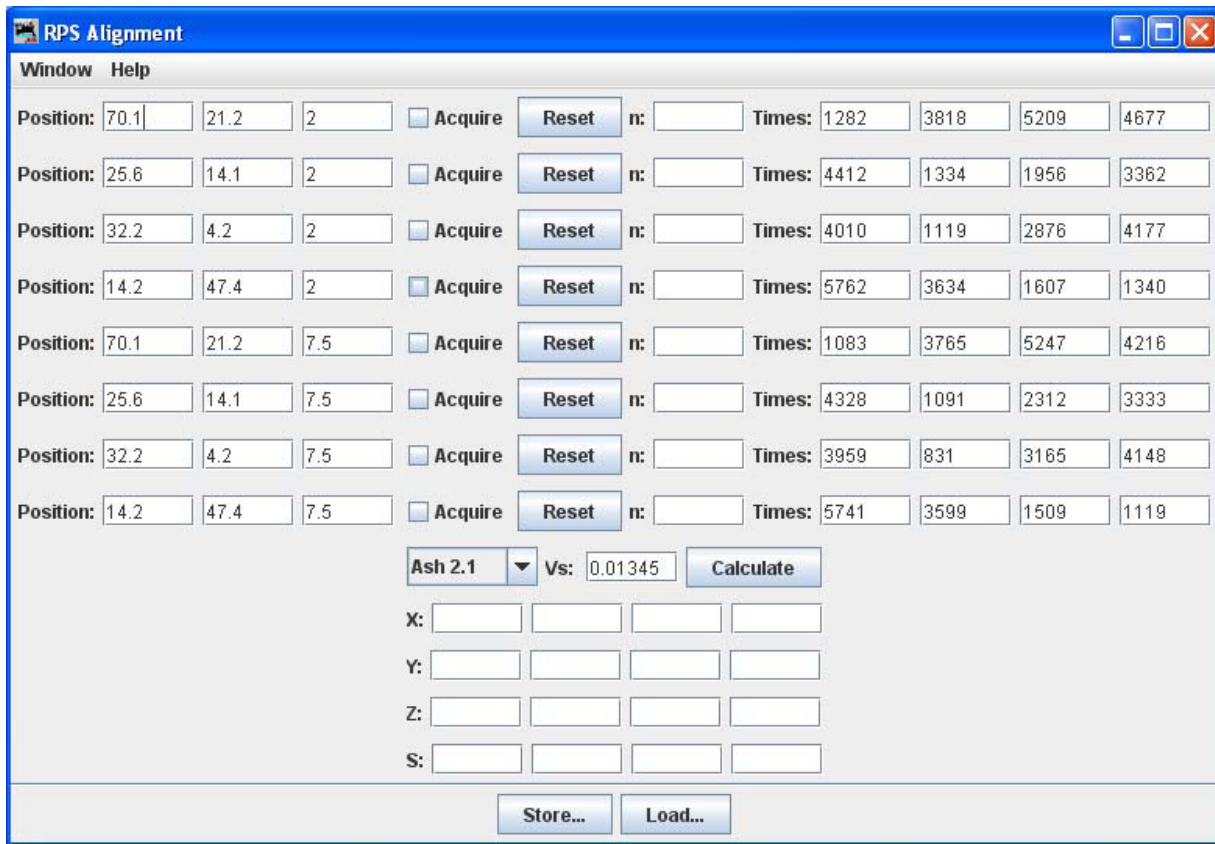 RPS Alignment
Window Help
Position: 70.1 21.2 2 Acquire Reset n: Times: 1282 3818 5209 4677
Position: 25.6 14.1 2 Acquire Reset n: Times: 4412 1334 1956 3362
Position: 32.2 4.2 2 Acquire Reset n: Times: 4010 1119 2876 4177
Position: 14.2 47.4 2 Acquire Reset n: Times: 5762 3634 1607 1340
Position: 70.1 21.2 7.5 Acquire Reset n: Times: 1083 3765 5247 4216
Position: 25.6 14.1 7.5 Acquire Reset n: Times: 4328 1091 2312 3333
Position: 32.2 4.2 7.5 Acquire Reset n: Times: 3959 831 3165 4148
Position: 14.2 47.4 7.5 Acquire Reset n: Times: 5741 3599 1509 1119
Ash 2.1 Vs: 0.01345 Calculate
X:
Y:
Z:
S:
Store... Load...